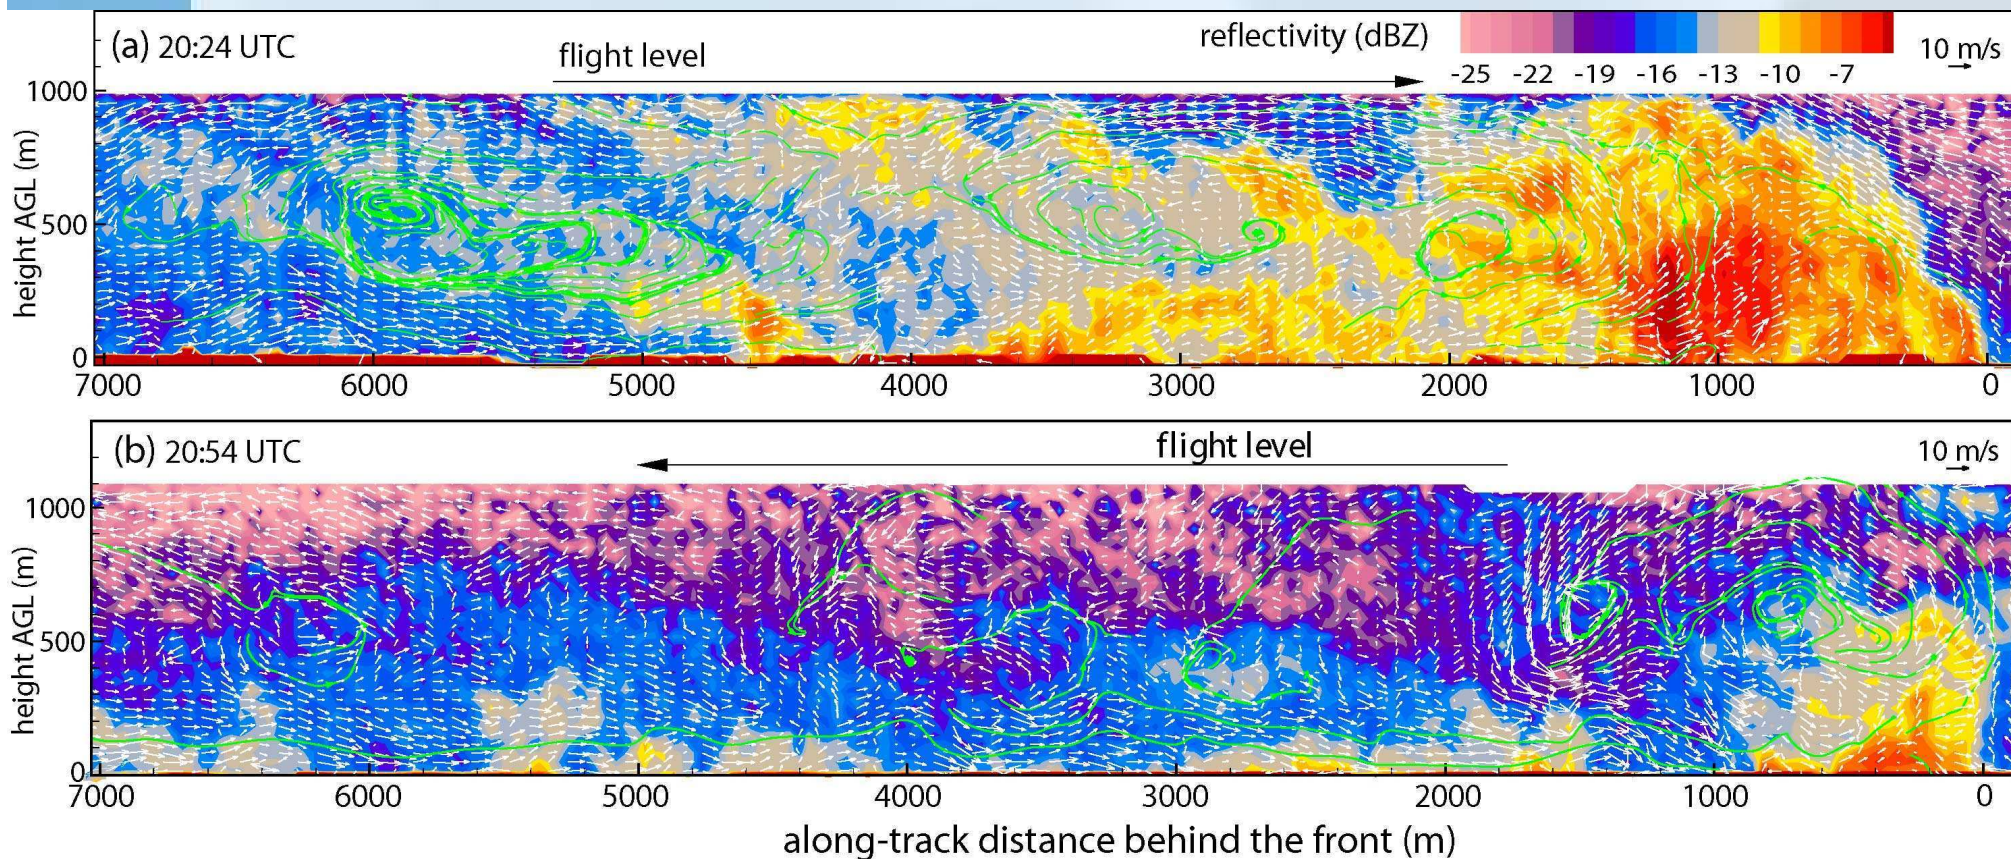 (a) 20:24 UTC
flight level
reflectivity (dBZ)
-25 -22 -19 -16 -13 -10 -7
10 m/s
height AGL (m)
1000
500
0
7000 6000 5000 4000 3000 2000 1000 0
(b) 20:54 UTC
flight level
10 m/s
height AGL (m)
1000
500
0
7000 6000 5000 4000 3000 2000 1000 0
along-track distance behind the front (m)